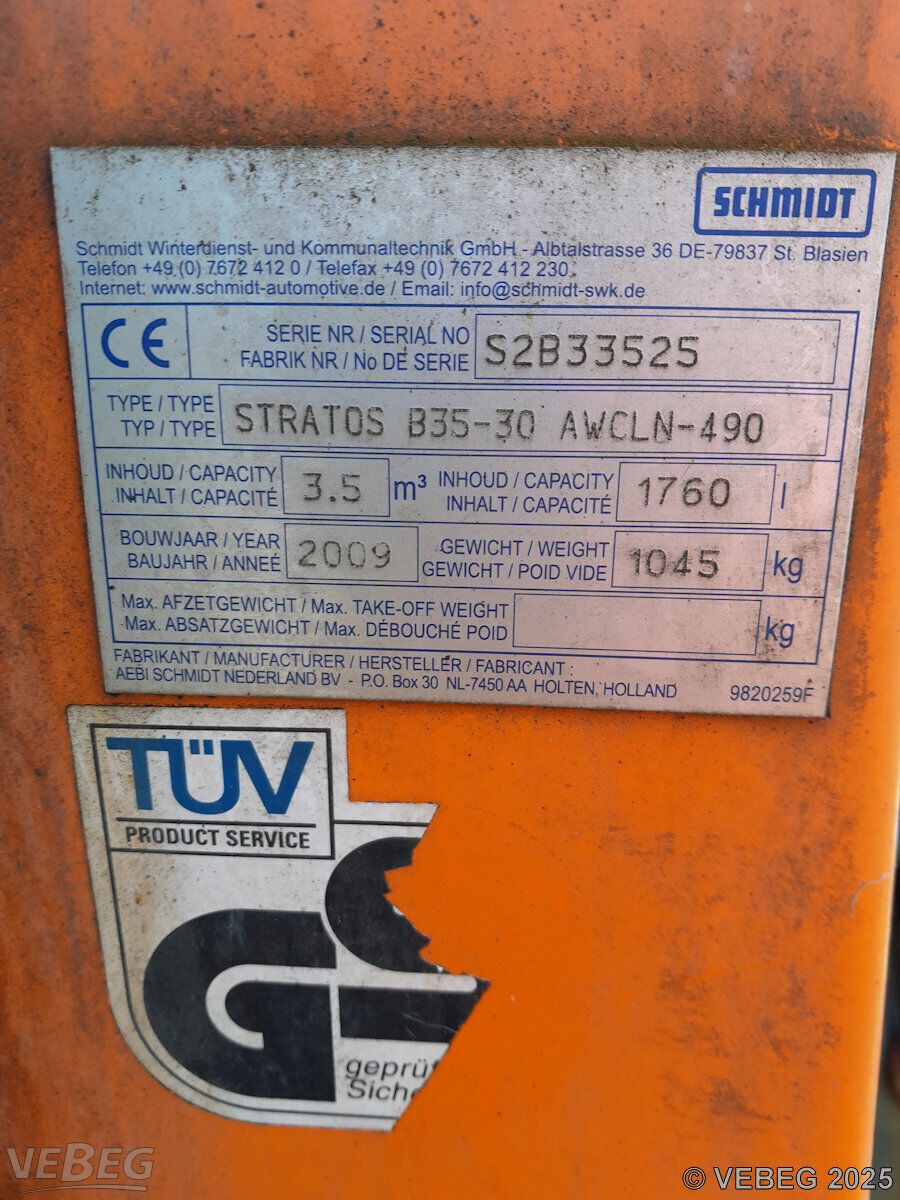 SCHMIDT
Schmidt Winterdienst- und Kommunaltechnik GmbH - Albtalstrasse 36 DE-79837 St. Blasien
Telefon +49 (0) 7672 412 0 / Telefax +49 (0) 7672 412 230
Internet: www.schmidt-automotive.de / Email: info@schmidt-swk.de
CE
SERIE NR / SERIAL NO
FABRIK NR / No DE SERIE
S2B33525
TYPE / TYPE
TYP / TYPE
STRATOS B35-30 AWCLN-490
INHOUD / CAPACITY
INHALT / CAPACITÉ
3.5 m³
INHOUD / CAPACITY
INHALT / CAPACITÉ
1760 l
BOUWJAAR / YEAR
BAUJAHR / ANNEÉ
2009
GEWICHT / WEIGHT
GEWICHT / POID VIDE
1045 kg
Max. AFZETGEWICHT / Max. TAKE-OFF WEIGHT
Max. ABSATZGEWICHT / Max. DÉBOUCHÉ POID
kg
FABRIKANT / MANUFACTURER / HERSTELLER / FABRICANT :
AEBI SCHMIDT NEDERLAND BV - P.O. Box 30 NL-7450 AA HOLTEN, HOLLAND
9820259F
TÜV
PRODUCT SERVICE
GS
geprüf
Siche
VEBEG
© VEBEG 2025